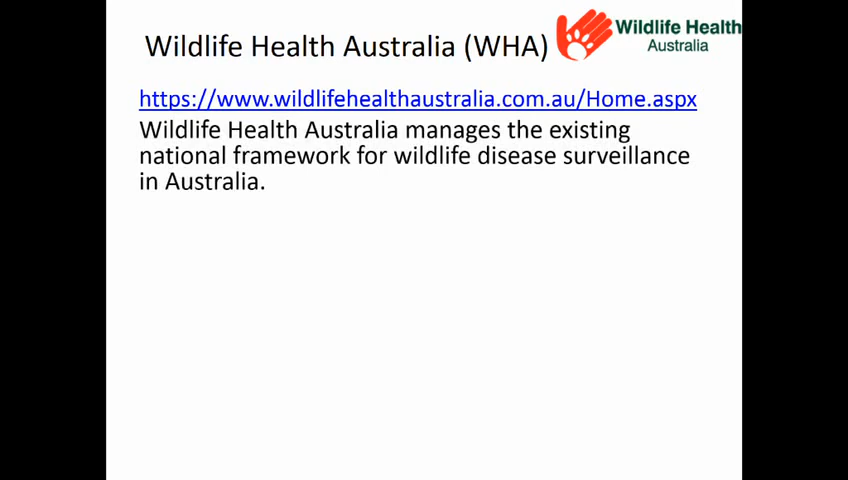 Wildlife Health Australia (WHA)
Wildlife Health
Australia
https://www.wildlifehealthaustralia.com.au/Home.aspx
Wildlife Health Australia manages the existing
national framework for wildlife disease surveillance
in Australia.